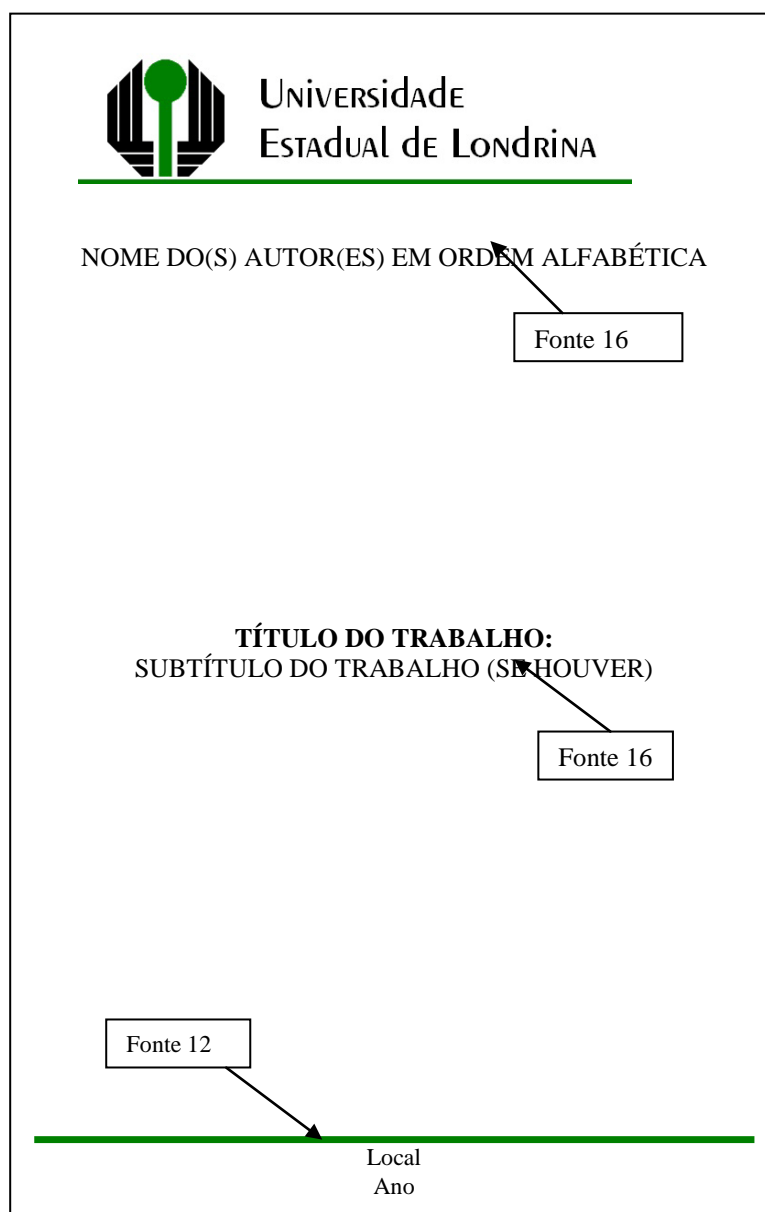 Universidade
Estadual de Londrina
NOME DO(S) AUTOR(ES) EM ORDEM ALFABÉTICA
Fonte 16
TÍTULO DO TRABALHO:
SUBTÍTULO DO TRABALHO (SE HOUVER)
Fonte 16
Fonte 12
Local
Ano